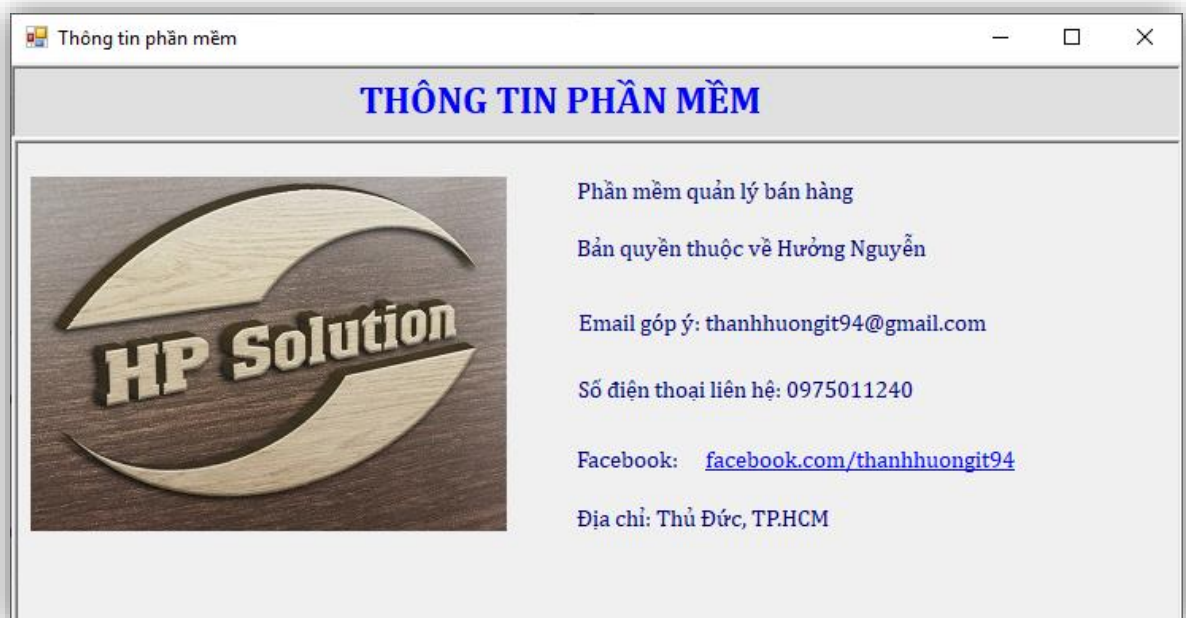 Thông tin phần mềm
THÔNG TIN PHẦN MỀM
HP Solution
Phần mềm quản lý bán hàng
Bản quyền thuộc về Hưởng Nguyễn
Email góp ý: thanhhuongit94@gmail.com
Số điện thoại liên hệ: 0975011240
Facebook: facebook.com/thanhhuongit94
Địa chỉ: Thủ Đức, TP.HCM